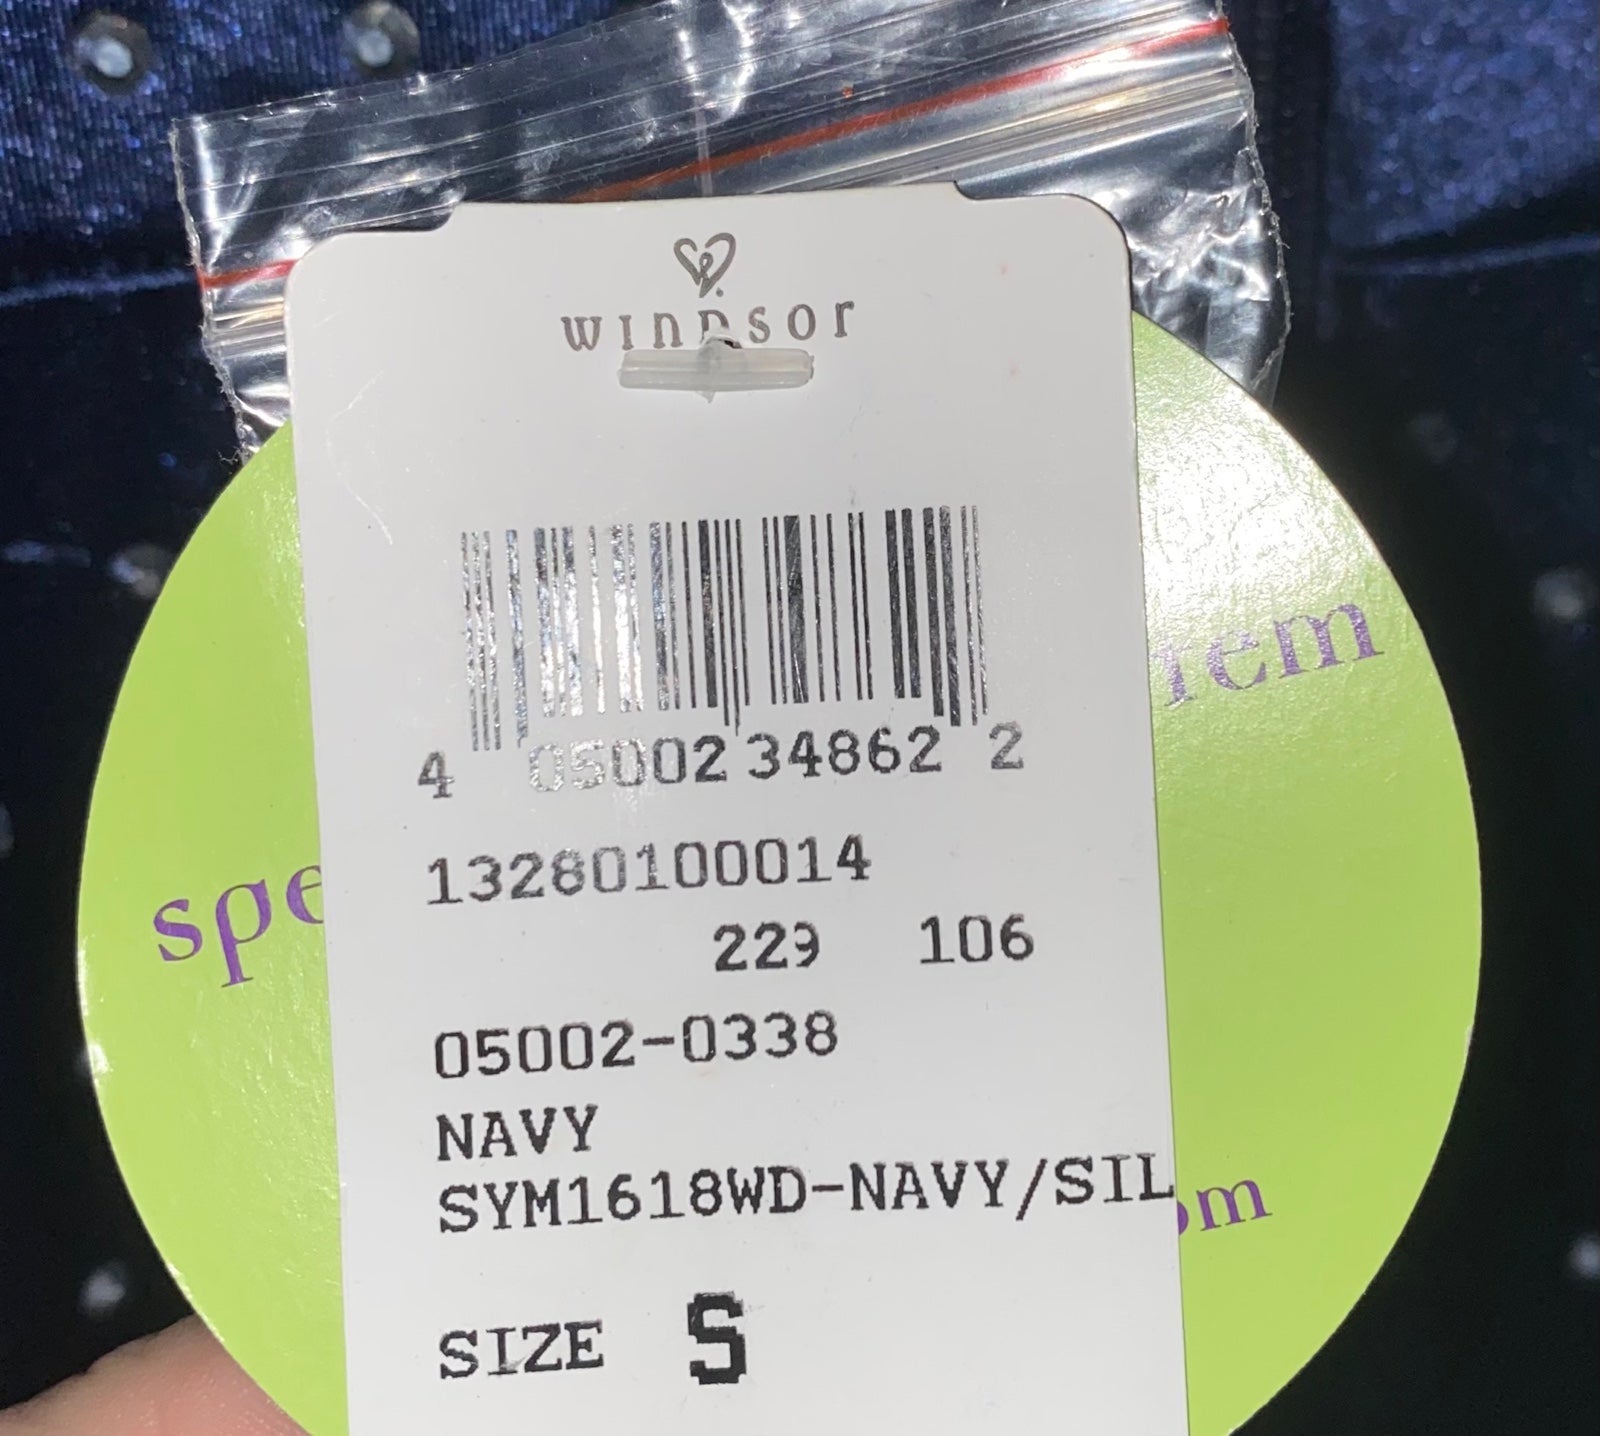 WINDSOR
4 05002 34862 2
13280100014
229 106
05002-0338
NAVY
SYM1618WD-NAVY/SIL
SIZE S